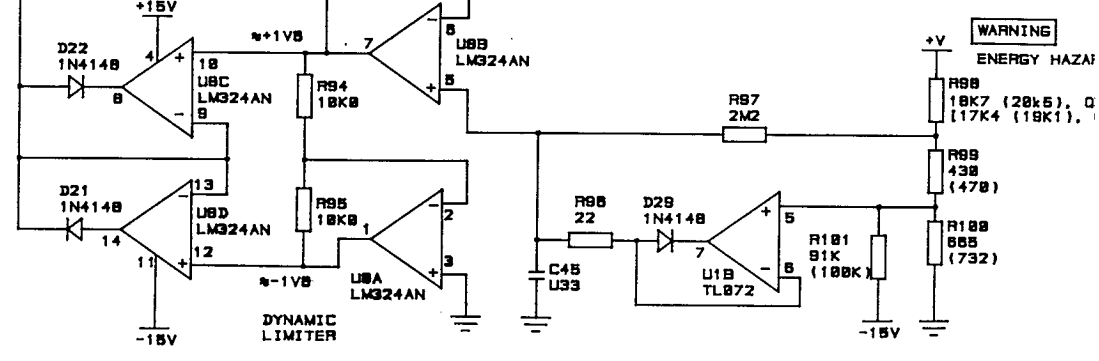 +15V
≈+1V8
7
6
U9B
LM324AN
5
WARNING
ENERGY HAZAR
+V
D22
1N4148
4
+
10
U8C
LM324AN
8
9
-
R94
10K0
R97
2M2
R98
18K7 (20k5), Q
[17K4 (19K1),
R99
430
(470)
D21
1N4148
13
-
U8D
LM324AN
14
12
+
11
R95
10K0
1
-
2
3
+
U8A
LM324AN
≈-1V8
R96
22
D29
1N4148
+
5
7
U1B
TL072
-
6
C45
U33
R101
91K
(100K)
R100
665
(732)
-15V
DYNAMIC
LIMITER
-15V